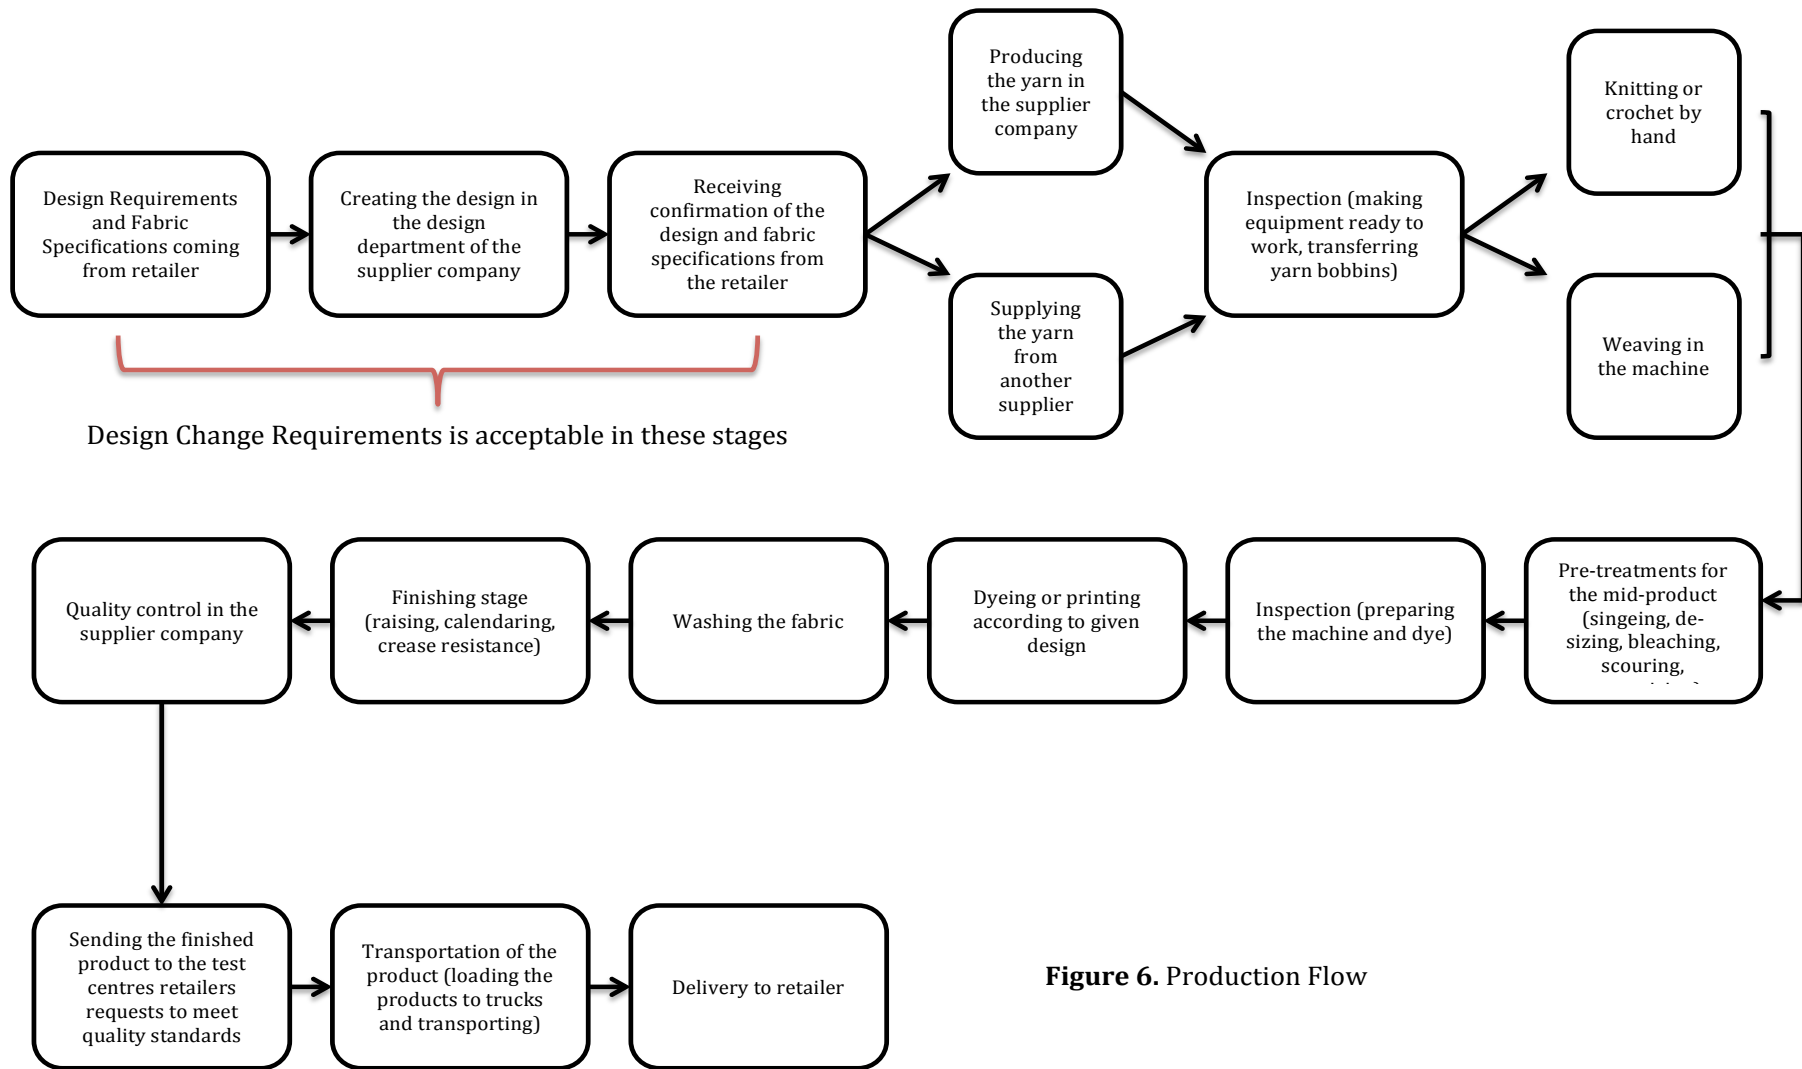 Design Requirements
and Fabric
Specifications coming
from retailer
Creating the design in
the design
department of the
supplier company
Receiving
confirmation of the
design and fabric
specifications from
the retailer
Producing
the yarn in
the supplier
company
Supplying
the yarn
from
another
supplier
Inspection (making
equipment ready to
work, transferring
yarn bobbins)
Knitting or
crochet by
hand
Weaving in
the machine
Design Change Requirements is acceptable in these stages
Pre-treatments for
the mid-product
(singeing, de-
sizing, bleaching,
scouring,
Inspection (preparing
the machine and dye)
Dyeing or printing
according to given
design
Washing the fabric
Finishing stage
(raising, calendaring,
crease resistance)
Quality control in the
supplier company
Sending the finished
product to the test
centres retailers
requests to meet
quality standards
Transportation of the
product (loading the
products to trucks
and transporting)
Delivery to retailer
Figure 6. Production Flow